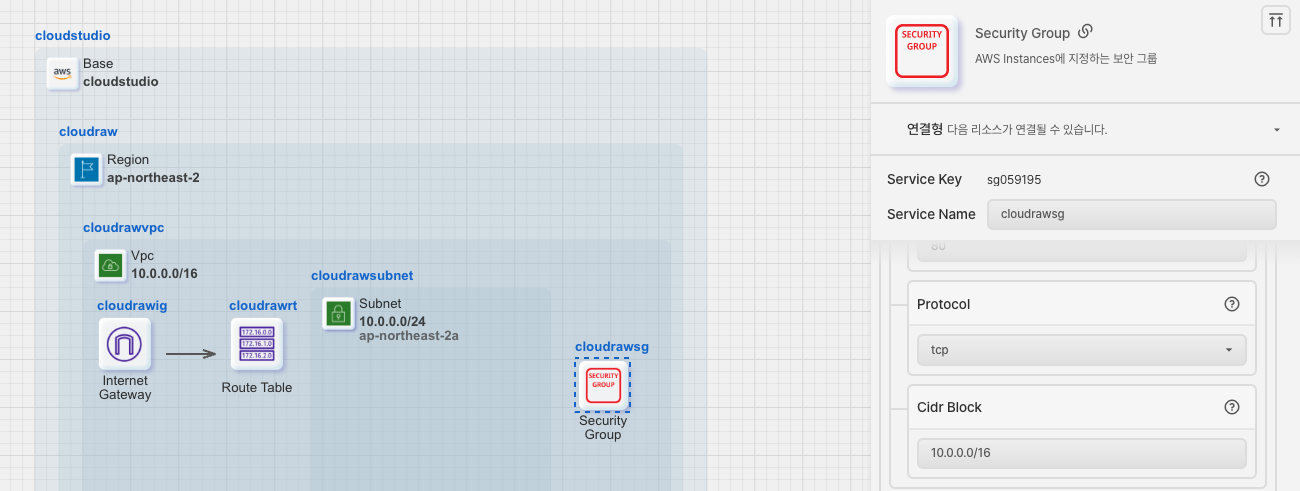 cloudstudio
aws
Base
cloudstudio
cloudraw
Region
ap-northeast-2
cloudrawvpc
Vpc
10.0.0.0/16
cloudrawig
Internet
Gateway
cloudrawrt
172.16.0.0
172.16.1.0
172.16.2.0
Route Table
cloudrawsubnet
Subnet
10.0.0.0/24
ap-northeast-2a
cloudrawsg
SECURITY
GROUP
Security
Group
SECURITY
GROUP
Security Group
AWS Instances에 지정하는 보안 그룹
연결형 다음 리소스가 연결될 수 있습니다.
Service Key sg059195
Service Name cloudrawsg
80
Protocol
tcp
Cidr Block
10.0.0.0/16